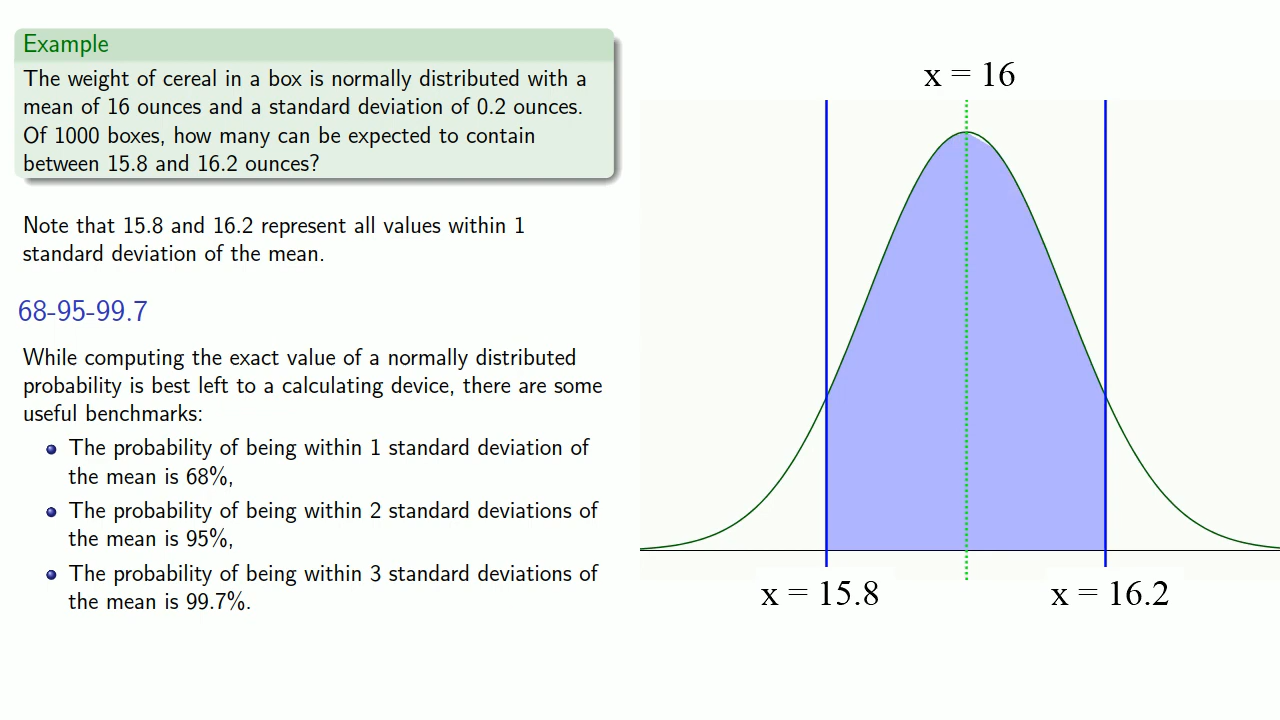 Example
The weight of cereal in a box is normally distributed with a
mean of 16 ounces and a standard deviation of 0.2 ounces.
Of 1000 boxes, how many can be expected to contain
between 15.8 and 16.2 ounces?
Note that 15.8 and 16.2 represent all values within 1
standard deviation of the mean.
68-95-99.7
While computing the exact value of a normally distributed
probability is best left to a calculating device, there are some
useful benchmarks:
The probability of being within 1 standard deviation of
the mean is 68%,
The probability of being within 2 standard deviations of
the mean is 95%,
The probability of being within 3 standard deviations of
the mean is 99.7%.
x = 16
x = 15.8
x = 16.2